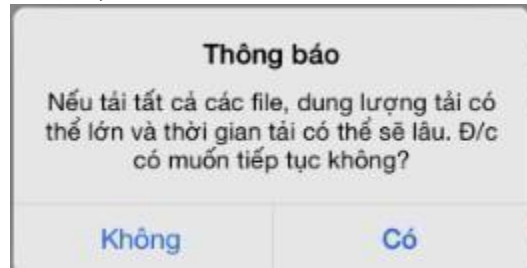 Thông báo
Nếu tải tất cả các file, dung lượng tải có
thể lớn và thời gian tải có thể sẽ lâu. Đ/c
có muốn tiếp tục không?
Không
Có